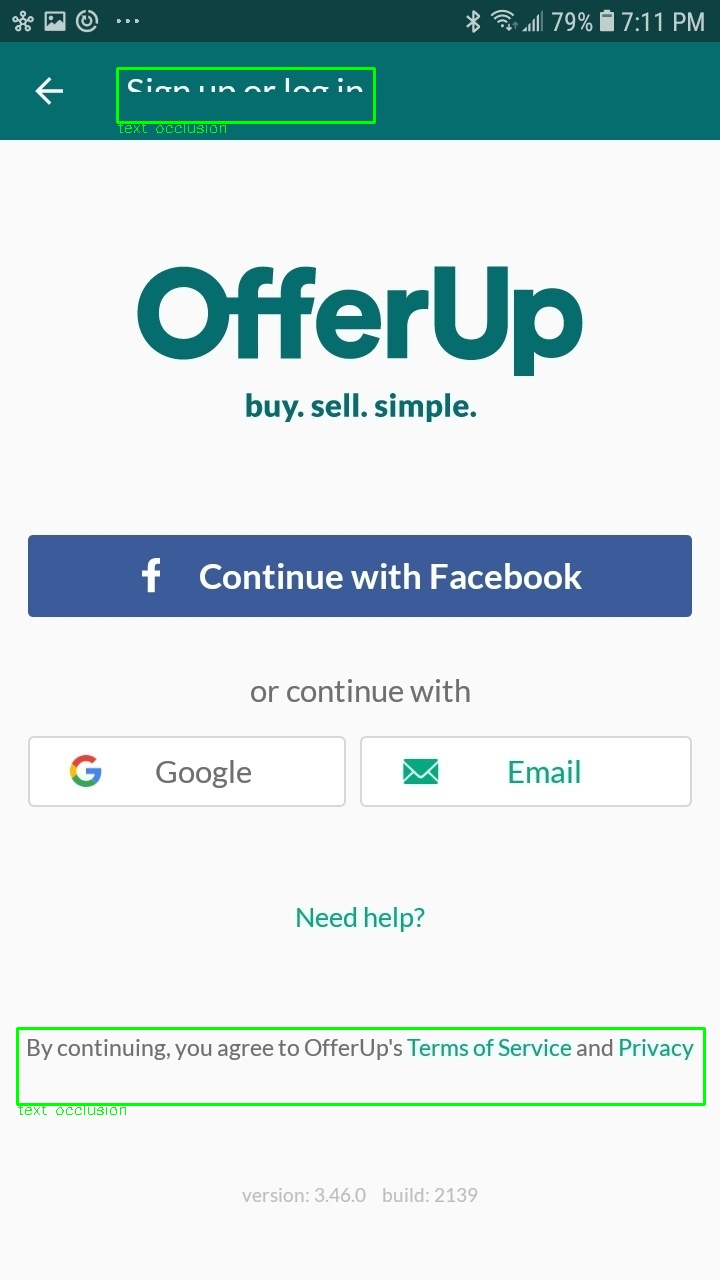 79% 7:11 PM
Sign up or log in
text occlusion
OfferUp
buy. sell. simple.
Continue with Facebook
or continue with
Google
Email
Need help?
By continuing, you agree to OfferUp's Terms of Service and Privacy
text occlusion
version: 3.46.0 build: 2139